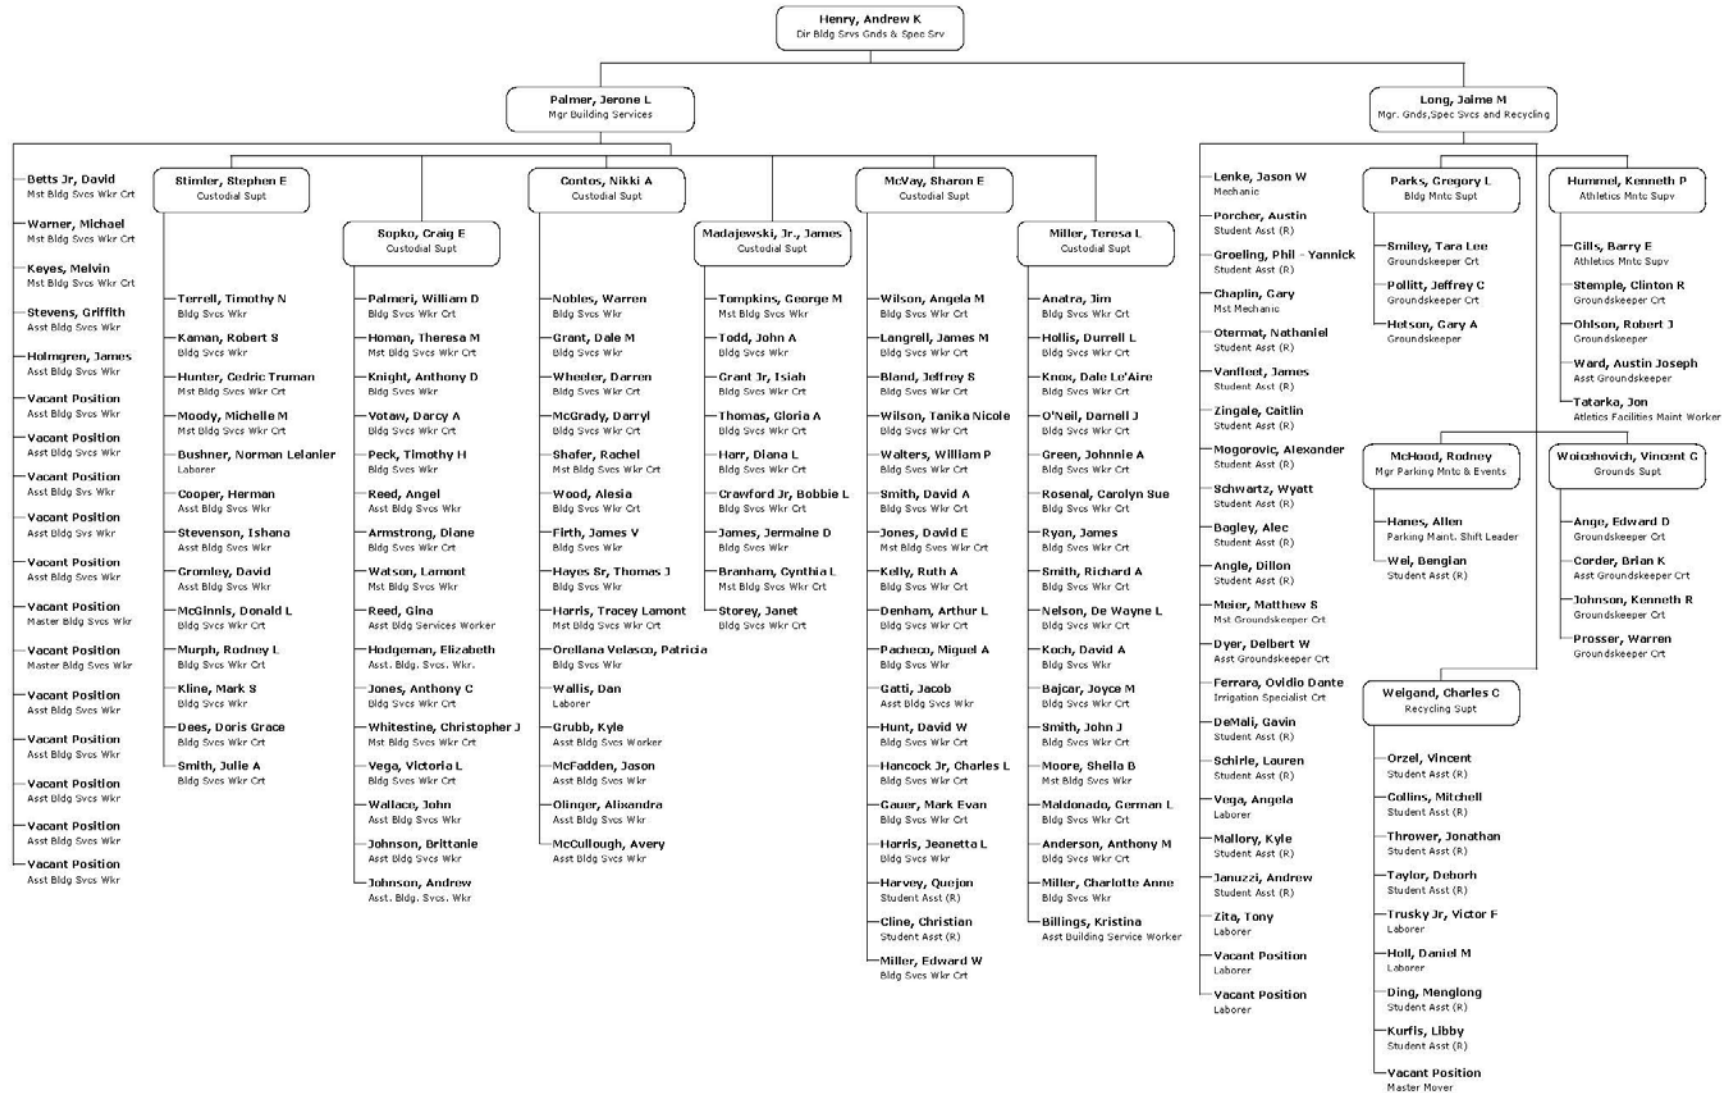 Henry, Andrew K
Dir Bldg Srvs Gnds & Spec Srv
Palmer, Jerone L
Mgr Building Services
Long, Jaime M
Mgr. Gnds,Spec Svcs and Recycling
Betts Jr, David
Mst Bldg Svcs Wkr Crt
Warner, Michael
Mst Bldg Svcs Wkr Crt
Keyes, Melvin
Mst Bldg Svcs Wkr Crt
Stevens, Griffith
Asst Bldg Svcs Wkr
Holmgren, James
Asst Bldg Svcs Wkr
Vacant Position
Asst Bldg Svcs Wkr
Vacant Position
Asst Bldg Svcs Wkr
Vacant Position
Asst Bldg Svs Wkr
Vacant Position
Asst Bldg Svs Wkr
Vacant Position
Asst Bldg Svcs Wkr
Vacant Position
Master Bldg Svcs Wkr
Vacant Position
Master Bldg Svcs Wkr
Vacant Position
Asst Bldg Svcs Wkr
Vacant Position
Asst Bldg Svcs Wkr
Vacant Position
Asst Bldg Svcs Wkr
Vacant Position
Asst Bldg Svcs Wkr
Vacant Position
Asst Bldg Svcs Wkr
Stimler, Stephen E
Custodial Supt
Terrell, Timothy N
Bldg Svcs Wkr
Kaman, Robert S
Bldg Svcs Wkr
Hunter, Cedric Truman
Mst Bldg Svcs Wkr Crt
Moody, Michelle M
Mst Bldg Svcs Wkr Crt
Bushner, Norman Lelanier
Laborer
Cooper, Herman
Asst Bldg Svcs Wkr
Stevenson, Ishana
Asst Bldg Svcs Wkr
Gromley, David
Asst Bldg Svcs Wkr
McGinnis, Donald L
Bldg Svcs Wkr Crt
Murph, Rodney L
Bldg Svcs Wkr Crt
Kline, Mark S
Bldg Svcs Wkr
Dees, Doris Grace
Bldg Svcs Wkr Crt
Smith, Julie A
Bldg Svcs Wkr Crt
Sopko, Craig E
Custodial Supt
Palmeri, William D
Bldg Svcs Wkr Crt
Homan, Theresa M
Mst Bldg Svcs Wkr Crt
Knight, Anthony D
Bldg Svcs Wkr
Votaw, Darcy A
Bldg Svcs Wkr Crt
Peck, Timothy H
Bldg Svcs Wkr
Reed, Angel
Asst Bldg Svcs Wkr
Armstrong, Diane
Bldg Svcs Wkr Crt
Watson, Lamont
Mst Bldg Svcs Wkr
Reed, Gina
Asst Bldg Services Worker
Hodgeman, Elizabeth
Asst. Bldg. Svcs. Wkr.
Jones, Anthony C
Bldg Svcs Wkr Crt
Whitestine, Christopher J
Mst Bldg Svcs Wkr Crt
Vega, Victoria L
Bldg Svcs Wkr Crt
Wallace, John
Asst Bldg Svcs Wkr
Johnson, Brittanie
Asst Bldg Svcs Wkr
Johnson, Andrew
Asst. Bldg. Svcs. Wkr
Contos, Nikki A
Custodial Supt
Nobles, Warren
Bldg Svcs Wkr
Grant, Dale M
Bldg Svcs Wkr
Wheeler, Darren
Bldg Svcs Wkr Crt
McGrady, Darryl
Bldg Svcs Wkr Crt
Shafer, Rachel
Mst Bldg Svcs Wkr Crt
Wood, Alesia
Bldg Svcs Wkr Crt
Firth, James V
Bldg Svcs Wkr
Hayes Sr, Thomas J
Bldg Svcs Wkr
Harris, Tracey Lamont
Mst Bldg Svcs Wkr Crt
Orellana Velasco, Patricia
Bldg Svcs Wkr
Wallis, Dan
Laborer
Grubb, Kyle
Asst Bldg Svcs Worker
McFadden, Jason
Asst Bldg Svcs Wkr
Olinger, Alixandra
Asst Bldg Svcs Wkr
McCullough, Avery
Asst Bldg Svcs Wkr
Madajewski, Jr., James
Custodial Supt
Tompkins, George M
Mst Bldg Svcs Wkr
Todd, John A
Bldg Svcs Wkr
Grant Jr, Isiah
Bldg Svcs Wkr Crt
Thomas, Gloria A
Bldg Svcs Wkr Crt
Harr, Diana L
Bldg Svcs Wkr Crt
Crawford Jr, Bobbie L
Bldg Svcs Wkr Crt
James, Jermaine D
Bldg Svcs Wkr
Branham, Cynthia L
Mst Bldg Svcs Wkr Crt
Storey, Janet
Bldg Svcs Wkr Crt
McVay, Sharon E
Custodial Supt
Wilson, Angela M
Bldg Svcs Wkr Crt
Langrell, James M
Bldg Svcs Wkr Crt
Bland, Jeffrey S
Bldg Svcs Wkr Crt
Wilson, Tanika Nicole
Bldg Svcs Wkr Crt
Walters, William P
Bldg Svcs Wkr Crt
Smith, David A
Bldg Svcs Wkr Crt
Jones, David E
Mst Bldg Svcs Wkr Crt
Kelly, Ruth A
Bldg Svcs Wkr Crt
Denham, Arthur L
Bldg Svcs Wkr Crt
Pacheco, Miguel A
Bldg Svcs Wkr
Gatti, Jacob
Asst Bldg Svcs Wkr
Hunt, David W
Bldg Svcs Wkr Crt
Hancock Jr, Charles L
Bldg Svcs Wkr Crt
Gauer, Mark Evan
Bldg Svcs Wkr Crt
Harris, Jeanetta L
Bldg Svcs Wkr
Harvey, Quejon
Student Asst (R)
Cline, Christian
Student Asst (R)
Miller, Edward W
Bldg Svcs Wkr Crt
Miller, Teresa L
Custodial Supt
Anatra, Jim
Bldg Svcs Wkr Crt
Hollis, Durrell L
Bldg Svcs Wkr Crt
Knox, Dale Le'Aire
Bldg Svcs Wkr Crt
O'Neil, Darnell J
Bldg Svcs Wkr Crt
Green, Johnnie A
Bldg Svcs Wkr Crt
Rosenal, Carolyn Sue
Bldg Svcs Wkr Crt
Ryan, James
Bldg Svcs Wkr Crt
Smith, Richard A
Bldg Svcs Wkr Crt
Nelson, De Wayne L
Bldg Svcs Wkr Crt
Koch, David A
Bldg Svcs Wkr
Bajcar, Joyce M
Bldg Svcs Wkr Crt
Smith, John J
Bldg Svcs Wkr Crt
Moore, Sheila B
Mst Bldg Svcs Wkr
Maldonado, German L
Bldg Svcs Wkr Crt
Anderson, Anthony M
Bldg Svcs Wkr Crt
Miller, Charlotte Anne
Bldg Svcs Wkr
Billings, Kristina
Asst Building Service Worker
Lenke, Jason W
Mechanic
Porcher, Austin
Student Asst (R)
Groeling, Phil - Yannick
Student Asst (R)
Chaplin, Gary
Mst Mechanic
Otermat, Nathaniel
Student Asst (R)
Vanfleet, James
Student Asst (R)
Zingale, Caitlin
Student Asst (R)
Mogorovic, Alexander
Student Asst (R)
Schwartz, Wyatt
Student Asst (R)
Bagley, Alec
Student Asst (R)
Angle, Dillon
Student Asst (R)
Meier, Matthew S
Mst Groundskeeper Crt
Dyer, Delbert W
Asst Groundskeeper Crt
Ferrara, Ovidio Dante
Irrigation Specialist Crt
DeMali, Gavin
Student Asst (R)
Schirle, Lauren
Student Asst (R)
Vega, Angela
Laborer
Mallory, Kyle
Student Asst (R)
Januzzi, Andrew
Student Asst (R)
Zita, Tony
Laborer
Vacant Position
Laborer
Vacant Position
Laborer
Parks, Gregory L
Bldg Mntc Supt
Smiley, Tara Lee
Groundskeeper Crt
Pollitt, Jeffrey C
Groundskeeper Crt
Hetson, Gary A
Groundskeeper
Hummel, Kenneth P
Athletics Mntc Supv
Gills, Barry E
Athletics Mntc Supv
Stemple, Clinton R
Groundskeeper Crt
Ohlson, Robert J
Groundskeeper
Ward, Austin Joseph
Asst Groundskeeper
Tatarka, Jon
Atletics Facilities Maint Worker
McHood, Rodney
Mgr Parking Mntc & Events
Hanes, Allen
Parking Maint. Shift Leader
Wei, Bengian
Student Asst (R)
Woicehovich, Vincent G
Grounds Supt
Ange, Edward D
Groundskeeper Crt
Corder, Brian K
Asst Groundskeeper Crt
Johnson, Kenneth R
Groundskeeper Crt
Prosser, Warren
Groundskeeper Crt
Weigand, Charles C
Recycling Supt
Orzel, Vincent
Student Asst (R)
Collins, Mitchell
Student Asst (R)
Thrower, Jonathan
Student Asst (R)
Taylor, Deborh
Student Asst (R)
Trusky Jr, Victor F
Laborer
Holl, Daniel M
Laborer
Ding, Menglong
Student Asst (R)
Kurfis, Libby
Student Asst (R)
Vacant Position
Master Mover